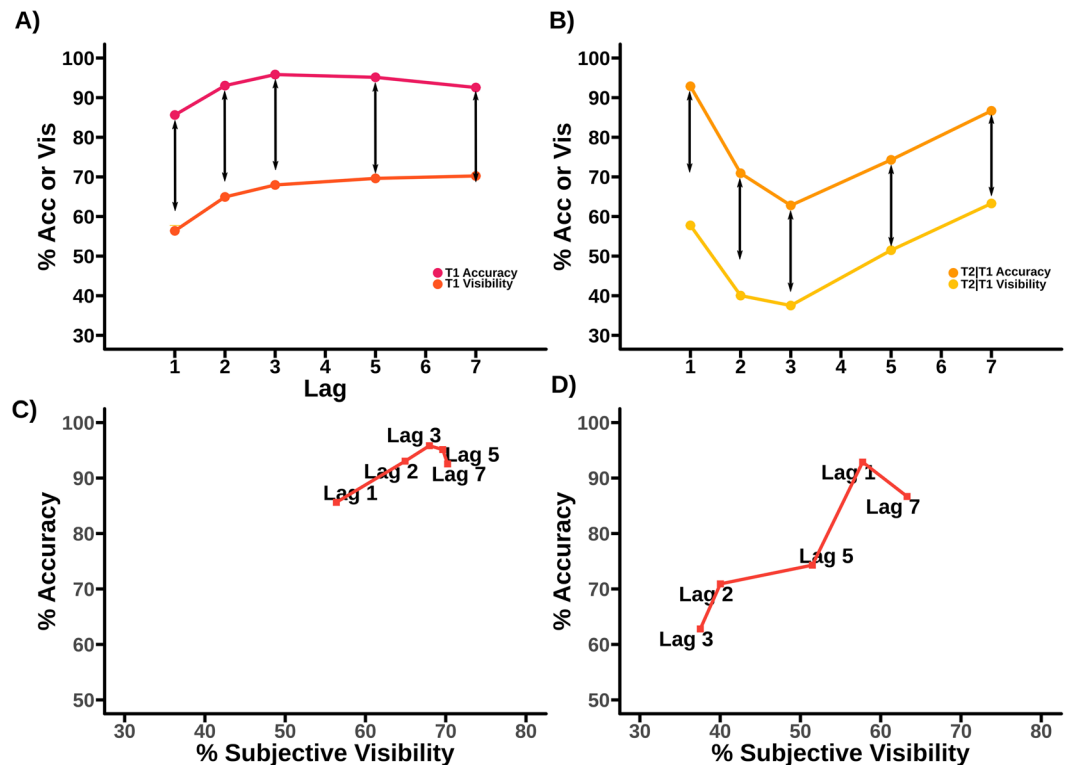 A)
% Acc or Vis
100
90
80
70
60
50
40
30
1 2 3 4 5 6 7
Lag
T1 Accuracy
T1 Visibility
B)
% Acc or Vis
100
90
80
70
60
50
40
30
1 2 3 4 5 6 7
T2|T1 Accuracy
T2|T1 Visibility
C)
% Accuracy
100
90
80
70
60
50
30 40 50 60 70 80
% Subjective Visibility
Lag 3
Lag 5
Lag 2
Lag 7
Lag 1
D)
% Accuracy
100
90
80
70
60
50
30 40 50 60 70 80
% Subjective Visibility
Lag 1
Lag 7
Lag 5
Lag 2
Lag 3